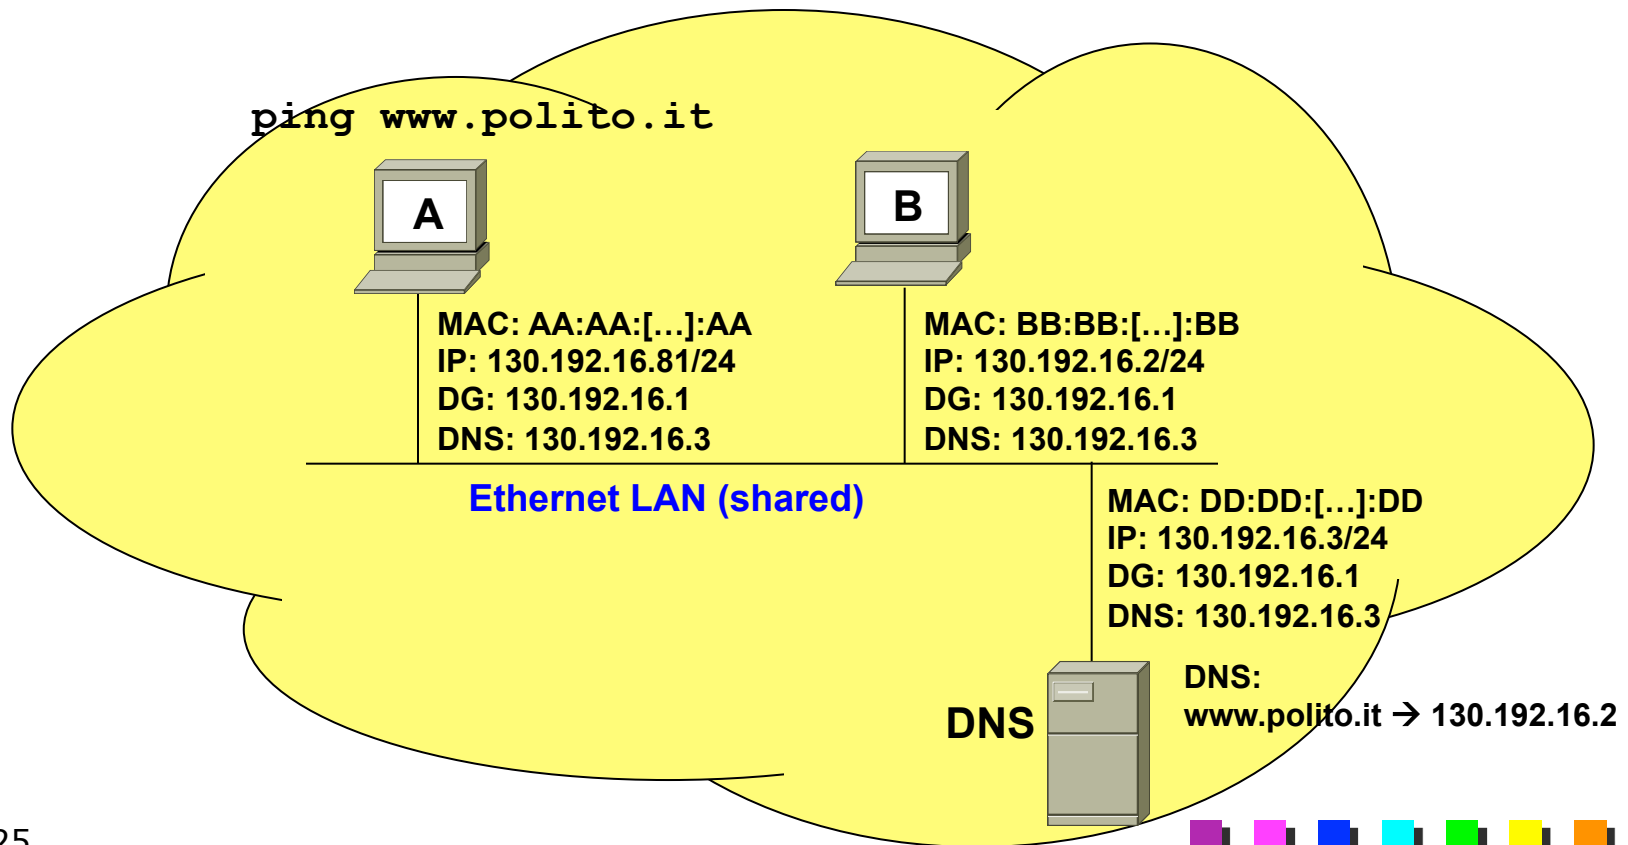 ping www.polito.it
A
B
MAC: AA:AA:[…]:AA
IP: 130.192.16.81/24
DG: 130.192.16.1
DNS: 130.192.16.3
MAC: BB:BB:[…]:BB
IP: 130.192.16.2/24
DG: 130.192.16.1
DNS: 130.192.16.3
Ethernet LAN (shared)
MAC: DD:DD:[…]:DD
IP: 130.192.16.3/24
DG: 130.192.16.1
DNS: 130.192.16.3
DNS
DNS:
www.polito.it → 130.192.16.2